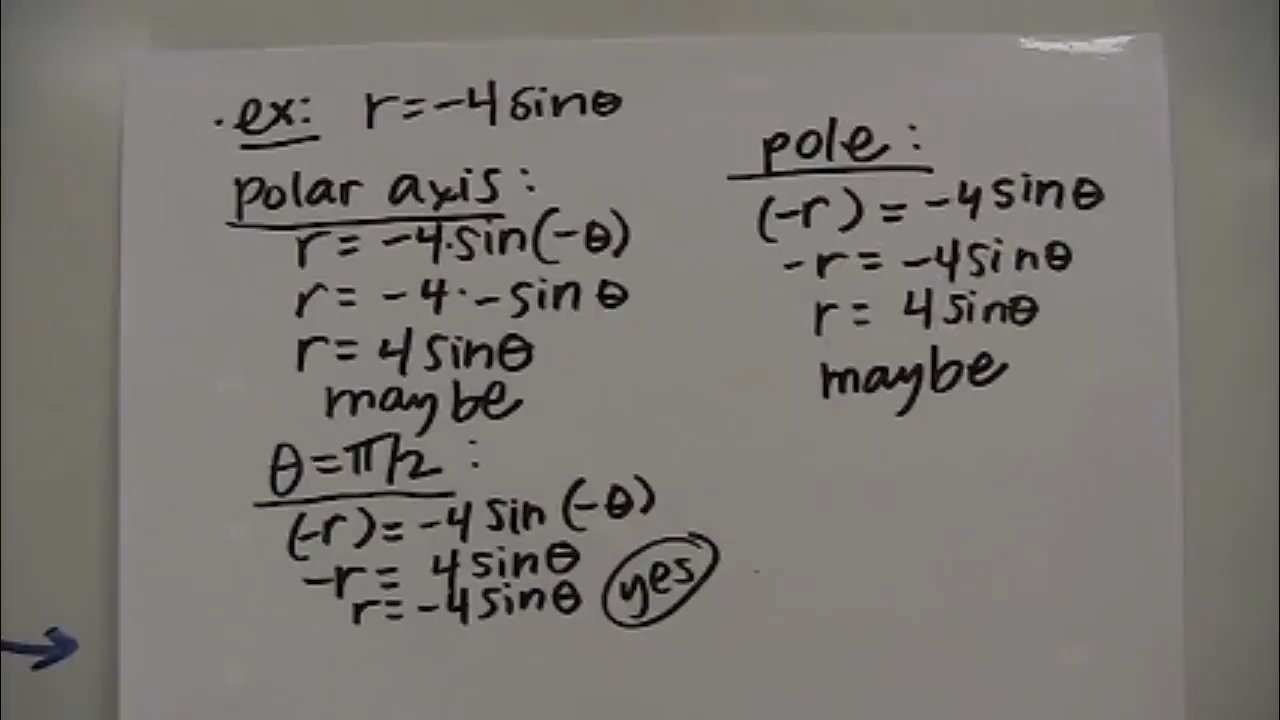 · ex: r=-4sinθ
polar axis:
r=-4·sin(-θ)
r=-4·-sinθ
r=4sinθ
maybe
θ=π/2:
(-r)=-4sin(-θ)
-r=4sinθ
r=-4sinθ yes
pole:
(-r)=-4sinθ
-r=-4sinθ
r=4sinθ
maybe